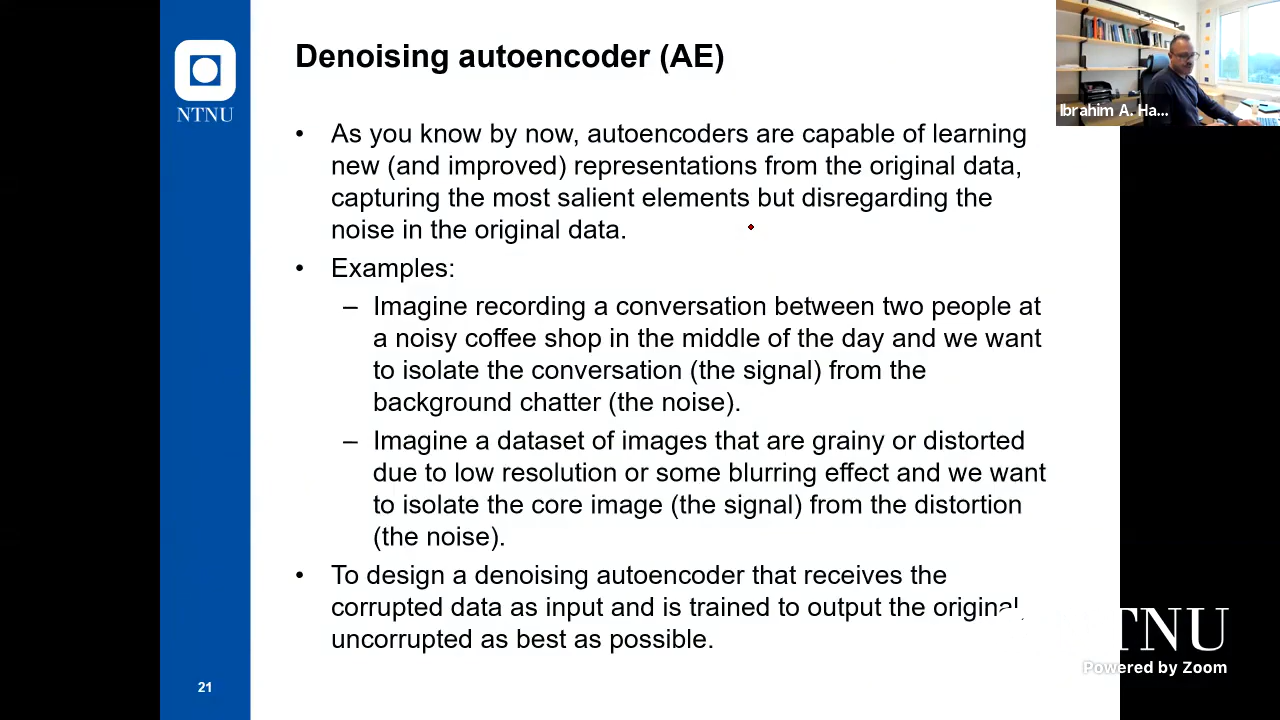 Denoising autoencoder (AE)
NTNU
Ibrahim A. Ha...
• As you know by now, autoencoders are capable of learning
new (and improved) representations from the original data,
capturing the most salient elements but disregarding the
noise in the original data.
• Examples:
– Imagine recording a conversation between two people at
a noisy coffee shop in the middle of the day and we want
to isolate the conversation (the signal) from the
background chatter (the noise).
– Imagine a dataset of images that are grainy or distorted
due to low resolution or some blurring effect and we want
to isolate the core image (the signal) from the distortion
(the noise).
• To design a denoising autoencoder that receives the
corrupted data as input and is trained to output the original,
uncorrupted as best as possible.
NTNU
Powered by Zoom
21